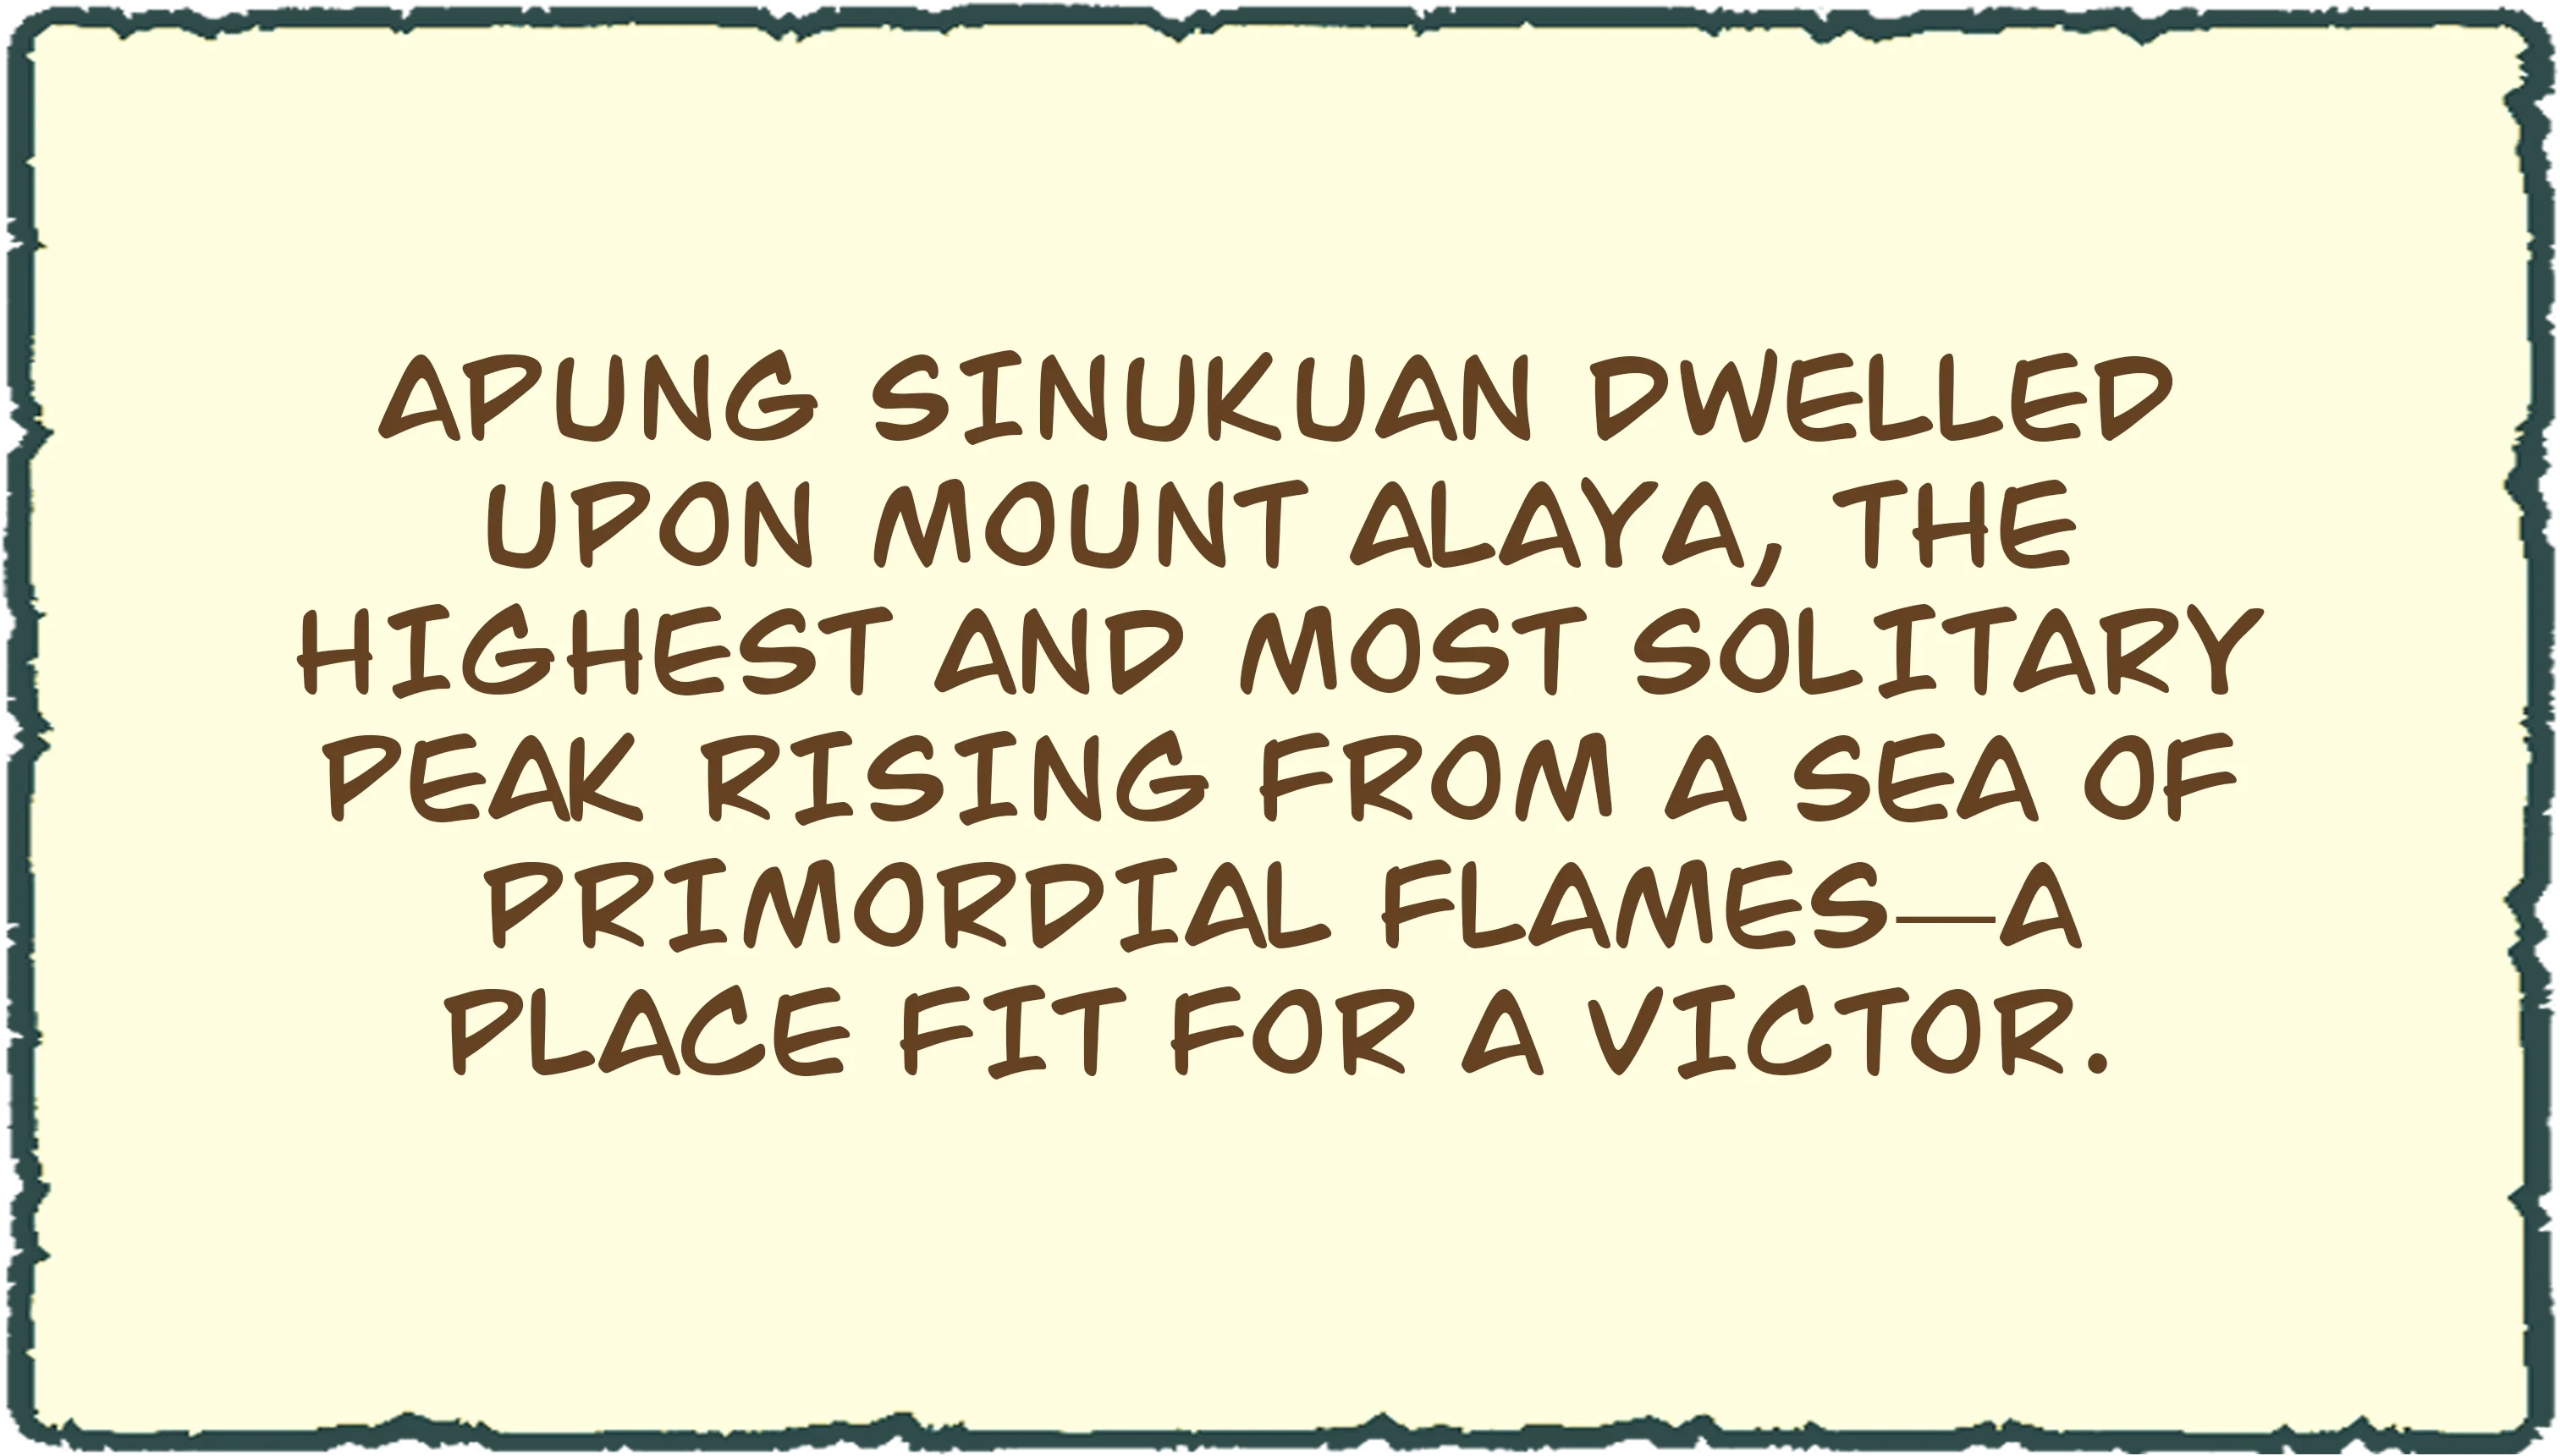 APUNG SINUKUAN DWELLED
UPON MOUNT ALAYA, THE
HIGHEST AND MOST SOLITARY
PEAK RISING FROM A SEA OF
PRIMORDIAL FLAMES—A
PLACE FIT FOR A VICTOR.